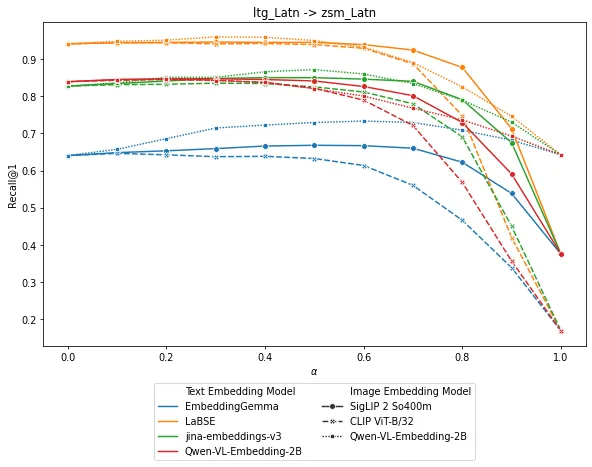 ltg_Latn -> zsm_Latn
Recall@1
0.9
0.8
0.7
0.6
0.5
0.4
0.3
0.2
0.0 0.2 0.4 0.6 0.8 1.0
α
Text Embedding Model
EmbeddingGemma
LaBSE
jina-embeddings-v3
Qwen-VL-Embedding-2B
Image Embedding Model
SigLIP 2 So400m
CLIP ViT-B/32
Qwen-VL-Embedding-2B